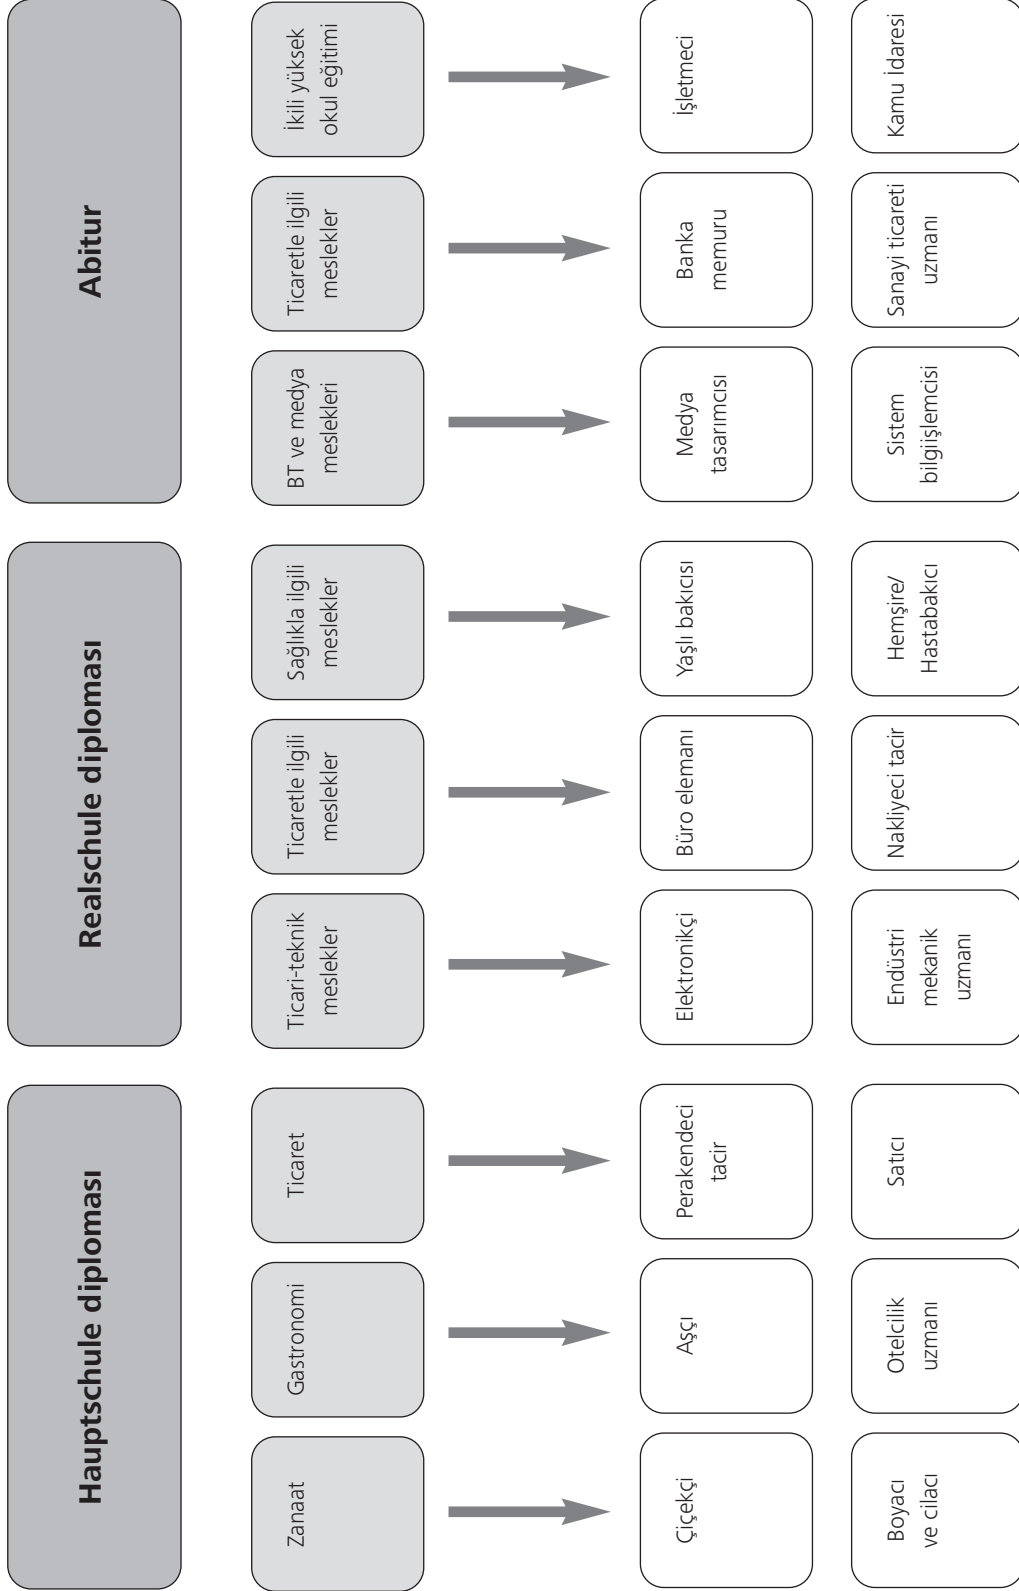 Hauptschule diploması
Realschule diploması
Abitur
Zanaat
Gastronomi
Ticaret
Ticari-teknik
meslekler
Ticaretle ilgili
meslekler
Sağlıkla ilgili
meslekler
BT ve medya
meslekleri
Ticaretle ilgili
meslekler
İkili yüksek
okul eğitimi
Çiçekçi
Aşçı
Perakendeci
tacir
Elektronikçi
Büro elemanı
Yaşlı bakıcısı
Medya
tasarımcısı
Banka
memuru
İşletmeci
Boyacı
ve cilacı
Otelcilik
uzmanı
Satıcı
Endüstri
mekanik
uzmanı
Nakliyeci tacir
Hemşire/
Hastabakıcı
Sistem
bilgiişlemcisi
Sanayi ticareti
uzmanı
Kamu İdaresi